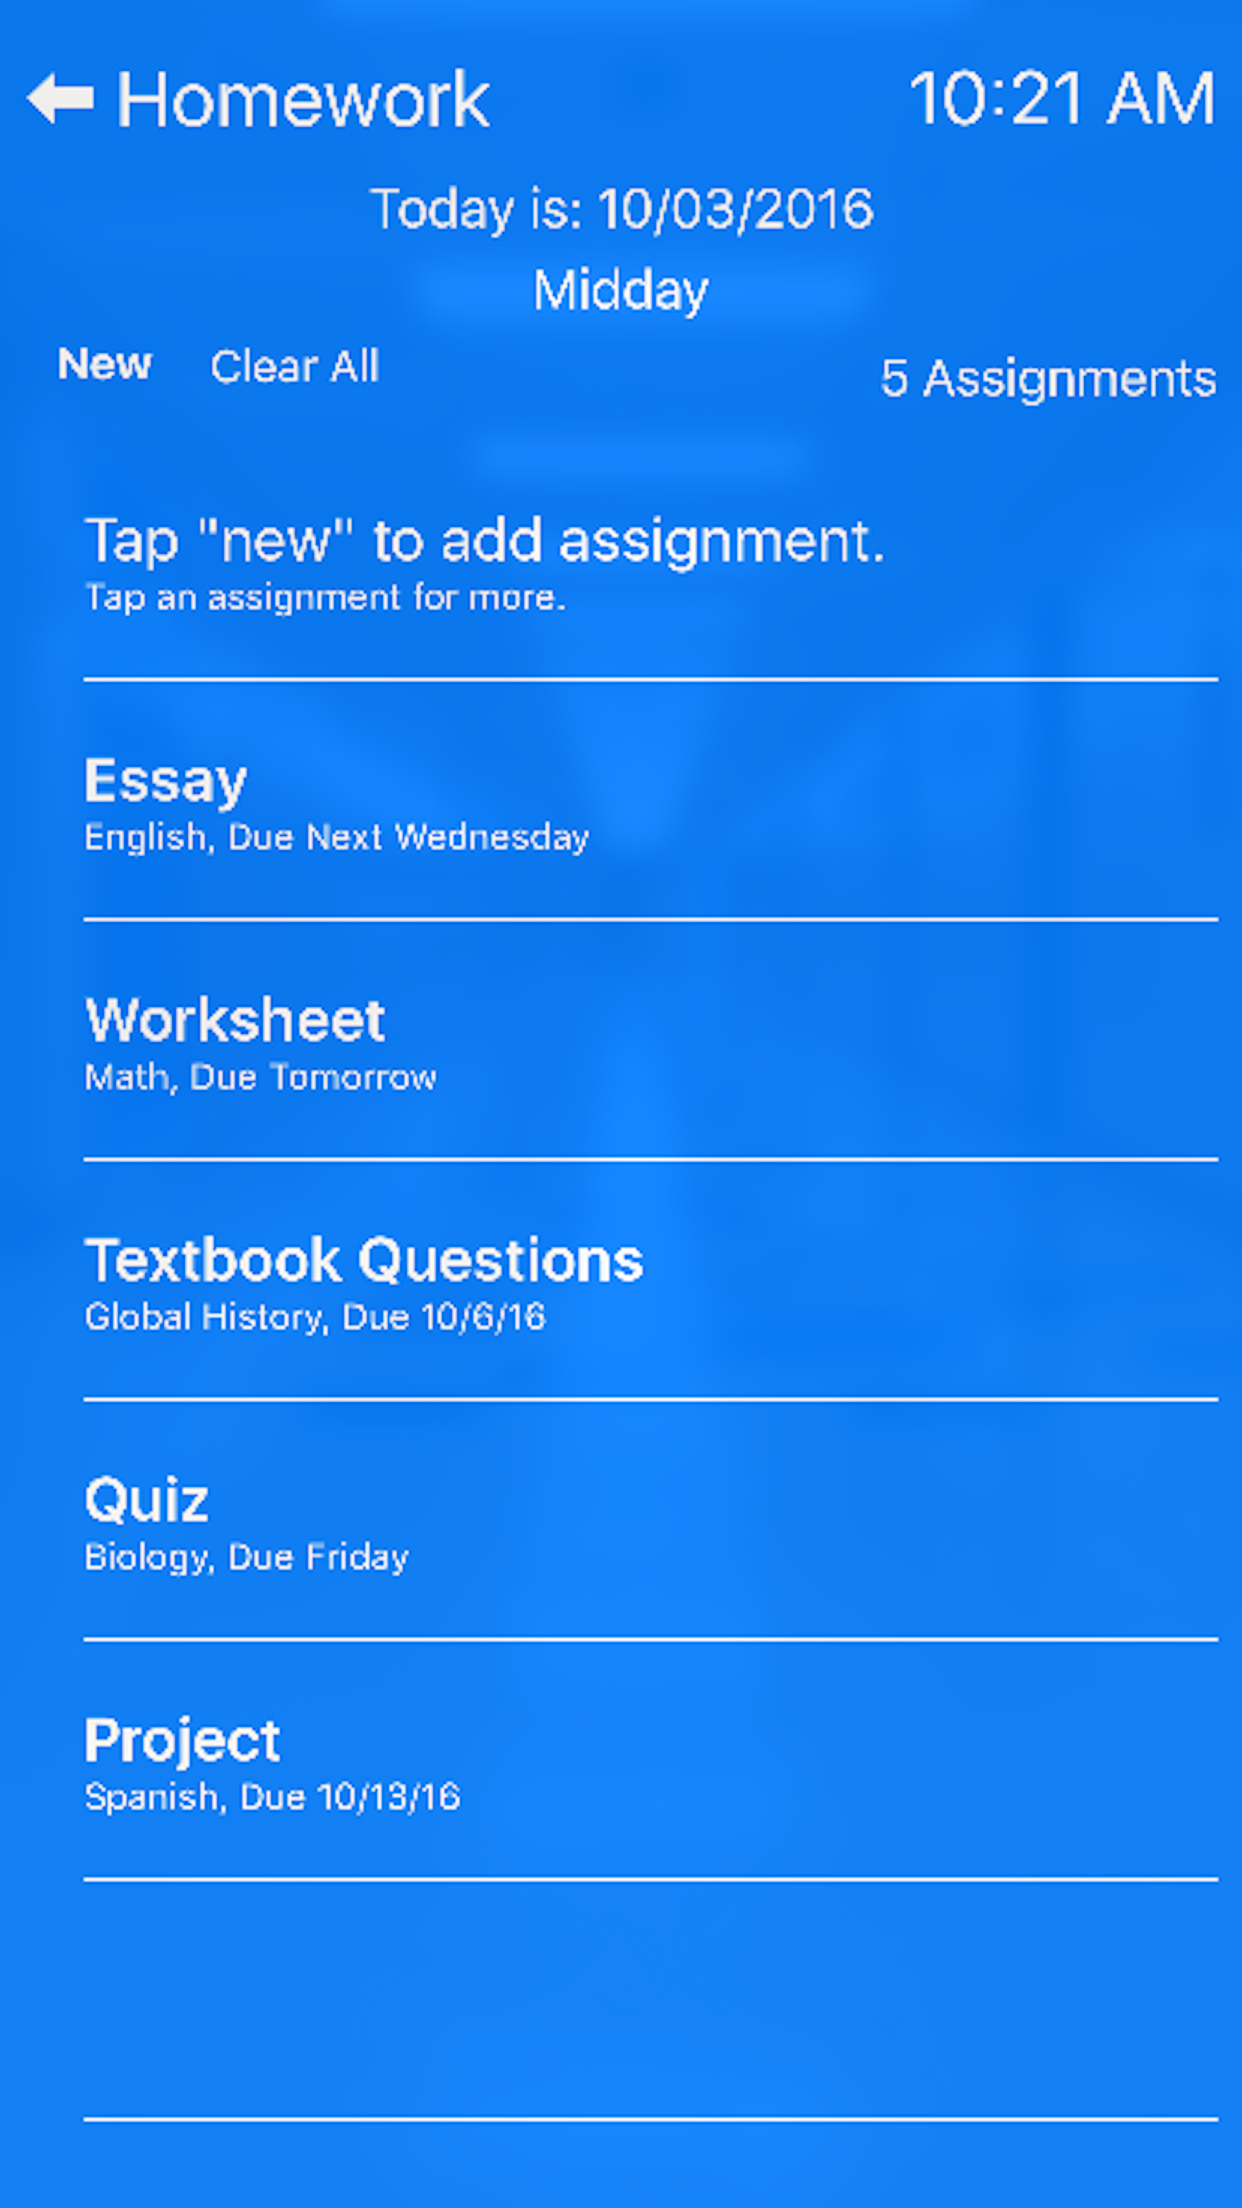 Homework
10:21 AM
Today is: 10/03/2016
Midday
New
Clear All
5 Assignments
Tap "new" to add assignment.
Tap an assignment for more.
Essay
English, Due Next Wednesday
Worksheet
Math, Due Tomorrow
Textbook Questions
Global History, Due 10/6/16
Quiz
Biology, Due Friday
Project
Spanish, Due 10/13/16